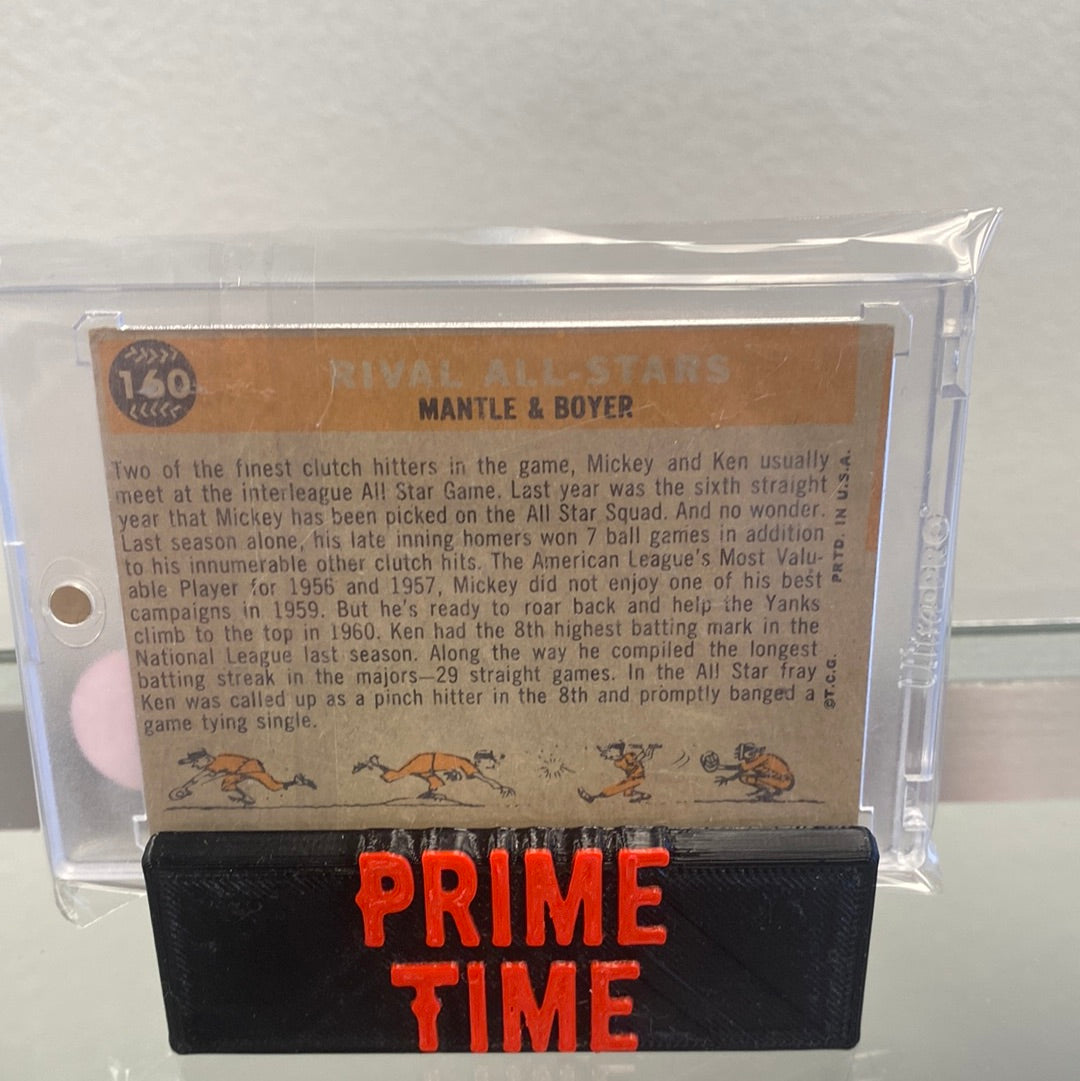 160
RIVAL ALL-STARS
MANTLE & BOYER
Two of the finest clutch hitters in the game, Mickey and Ken usually
meet at the interleague All Star Game. Last year was the sixth straight
year that Mickey has been picked on the All Star Squad. And no wonder.
Last season alone, his late inning homers won 7 ball games in addition
to his innumerable other clutch hits. The American League's Most Valu-
able Player for 1956 and 1957, Mickey did not enjoy one of his best
campaigns in 1959. But he's ready to roar back and help the Yanks
climb to the top in 1960. Ken had the 8th highest batting mark in the
National League last season. Along the way he compiled the longest
batting streak in the majors—29 straight games. In the All Star fray
Ken was called up as a pinch hitter in the 8th and promptly banged a
game tying single.
©T.C.G. PRTD. IN U.S.A.
UltraPRO
PRIME
TIME